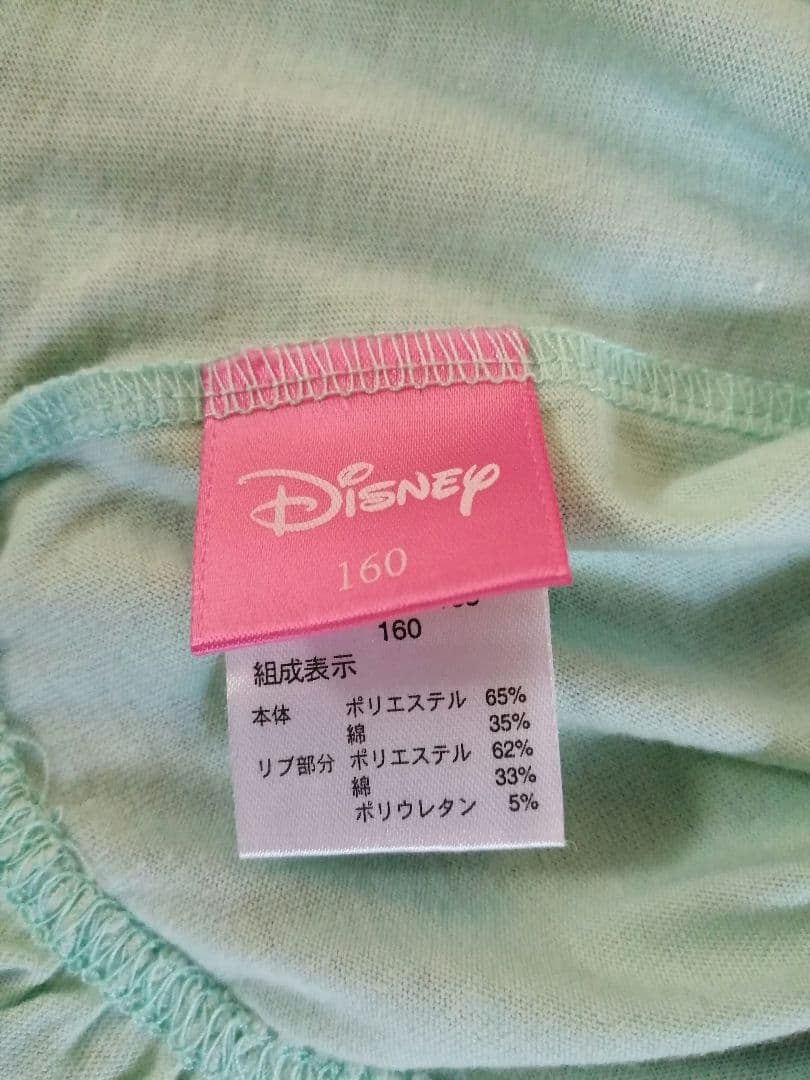 Disney
160
160
組成表示
本体 ポリエステル 65%
綿 35%
リブ部分 ポリエステル 62%
綿 33%
ポリウレタン 5%